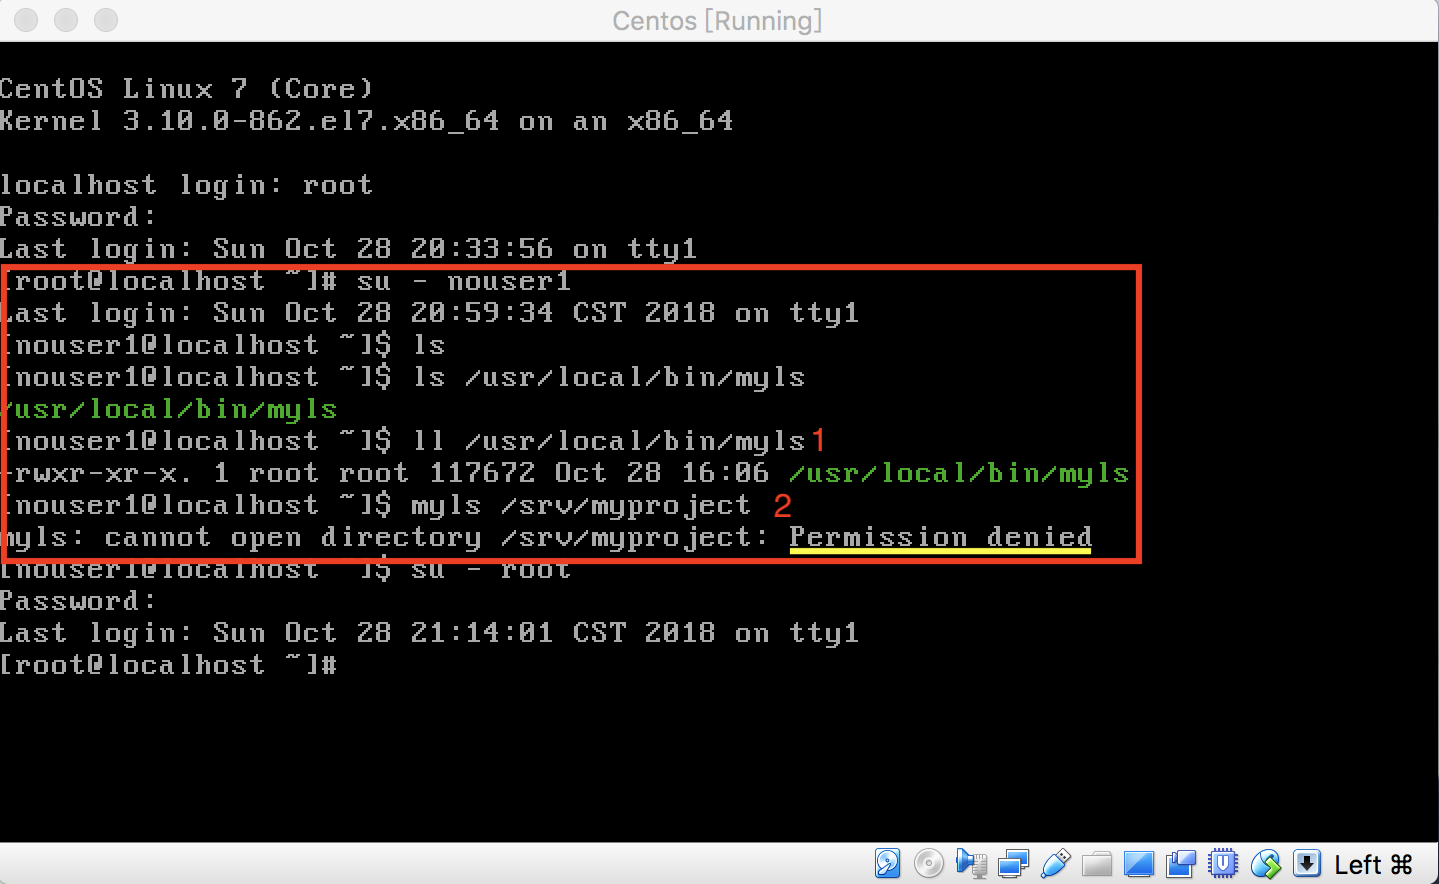 Centos [Running]
CentOS Linux 7 (Core)
Kernel 3.10.0-862.el7.x86_64 on an x86_64
localhost login: root
Password:
Last login: Sun Oct 28 20:33:56 on tty1
[root@localhost ~]# su - nouser1
Last login: Sun Oct 28 20:59:34 CST 2018 on tty1
[nouser1@localhost ~]$ ls
[nouser1@localhost ~]$ ls /usr/local/bin/myls
/usr/local/bin/myls
[nouser1@localhost ~]$ ll /usr/local/bin/myls 1
-rwxr-xr-x. 1 root root 117672 Oct 28 16:06 /usr/local/bin/myls
[nouser1@localhost ~]$ myls /srv/myproject 2
myls: cannot open directory /srv/myproject: Permission denied
[nouser1@localhost ~]$ su - root
Password:
Last login: Sun Oct 28 21:14:01 CST 2018 on tty1
[root@localhost ~]#
Left ⌘